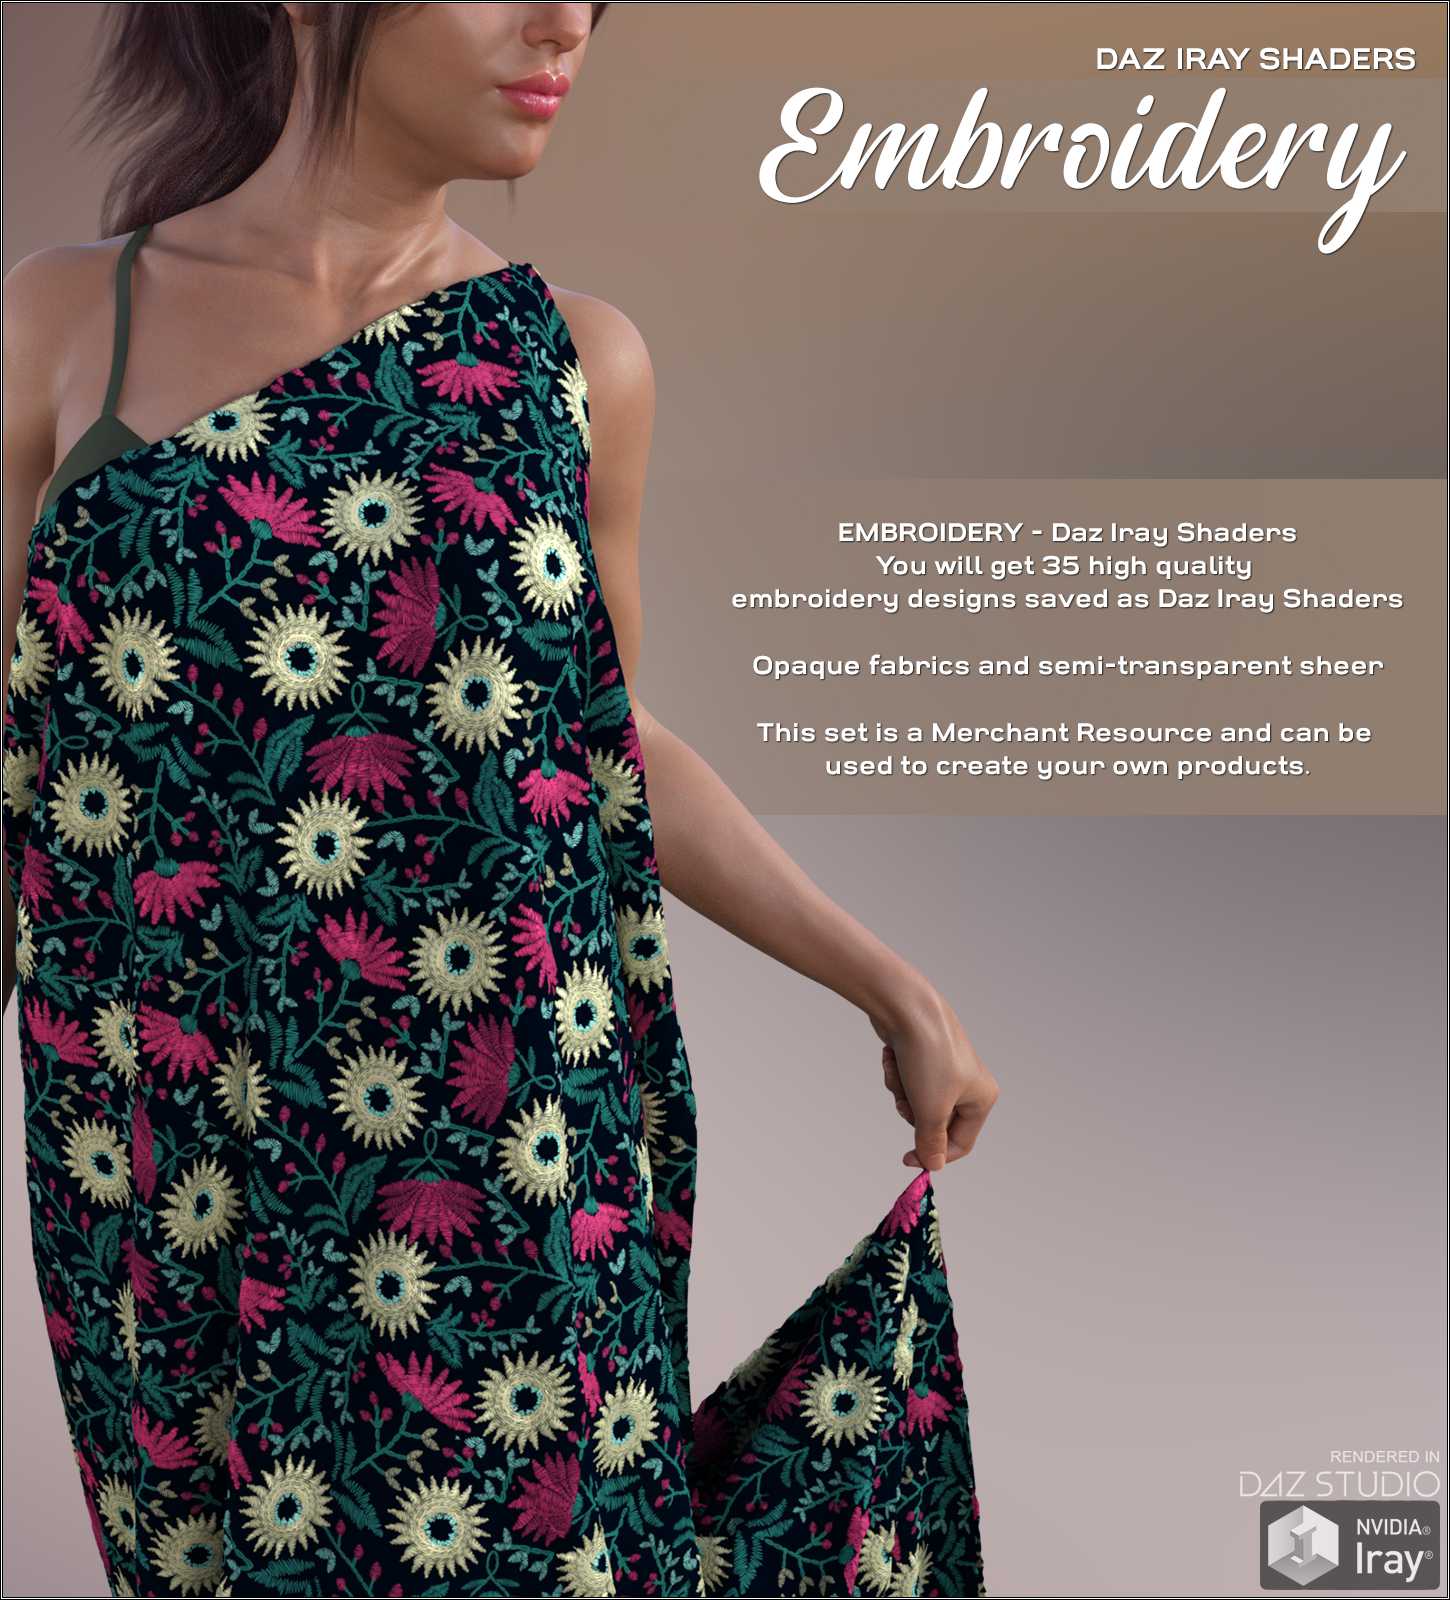 DAZ IRAY SHADERS
Embroidery
EMBROIDERY - Daz Iray Shaders
You will get 35 high quality
embroidery designs saved as Daz Iray Shaders
Opaque fabrics and semi-transparent sheer
This set is a Merchant Resource and can be
used to create your own products.
RENDERED IN
DAZ STUDIO
NVIDIA®
Iray®